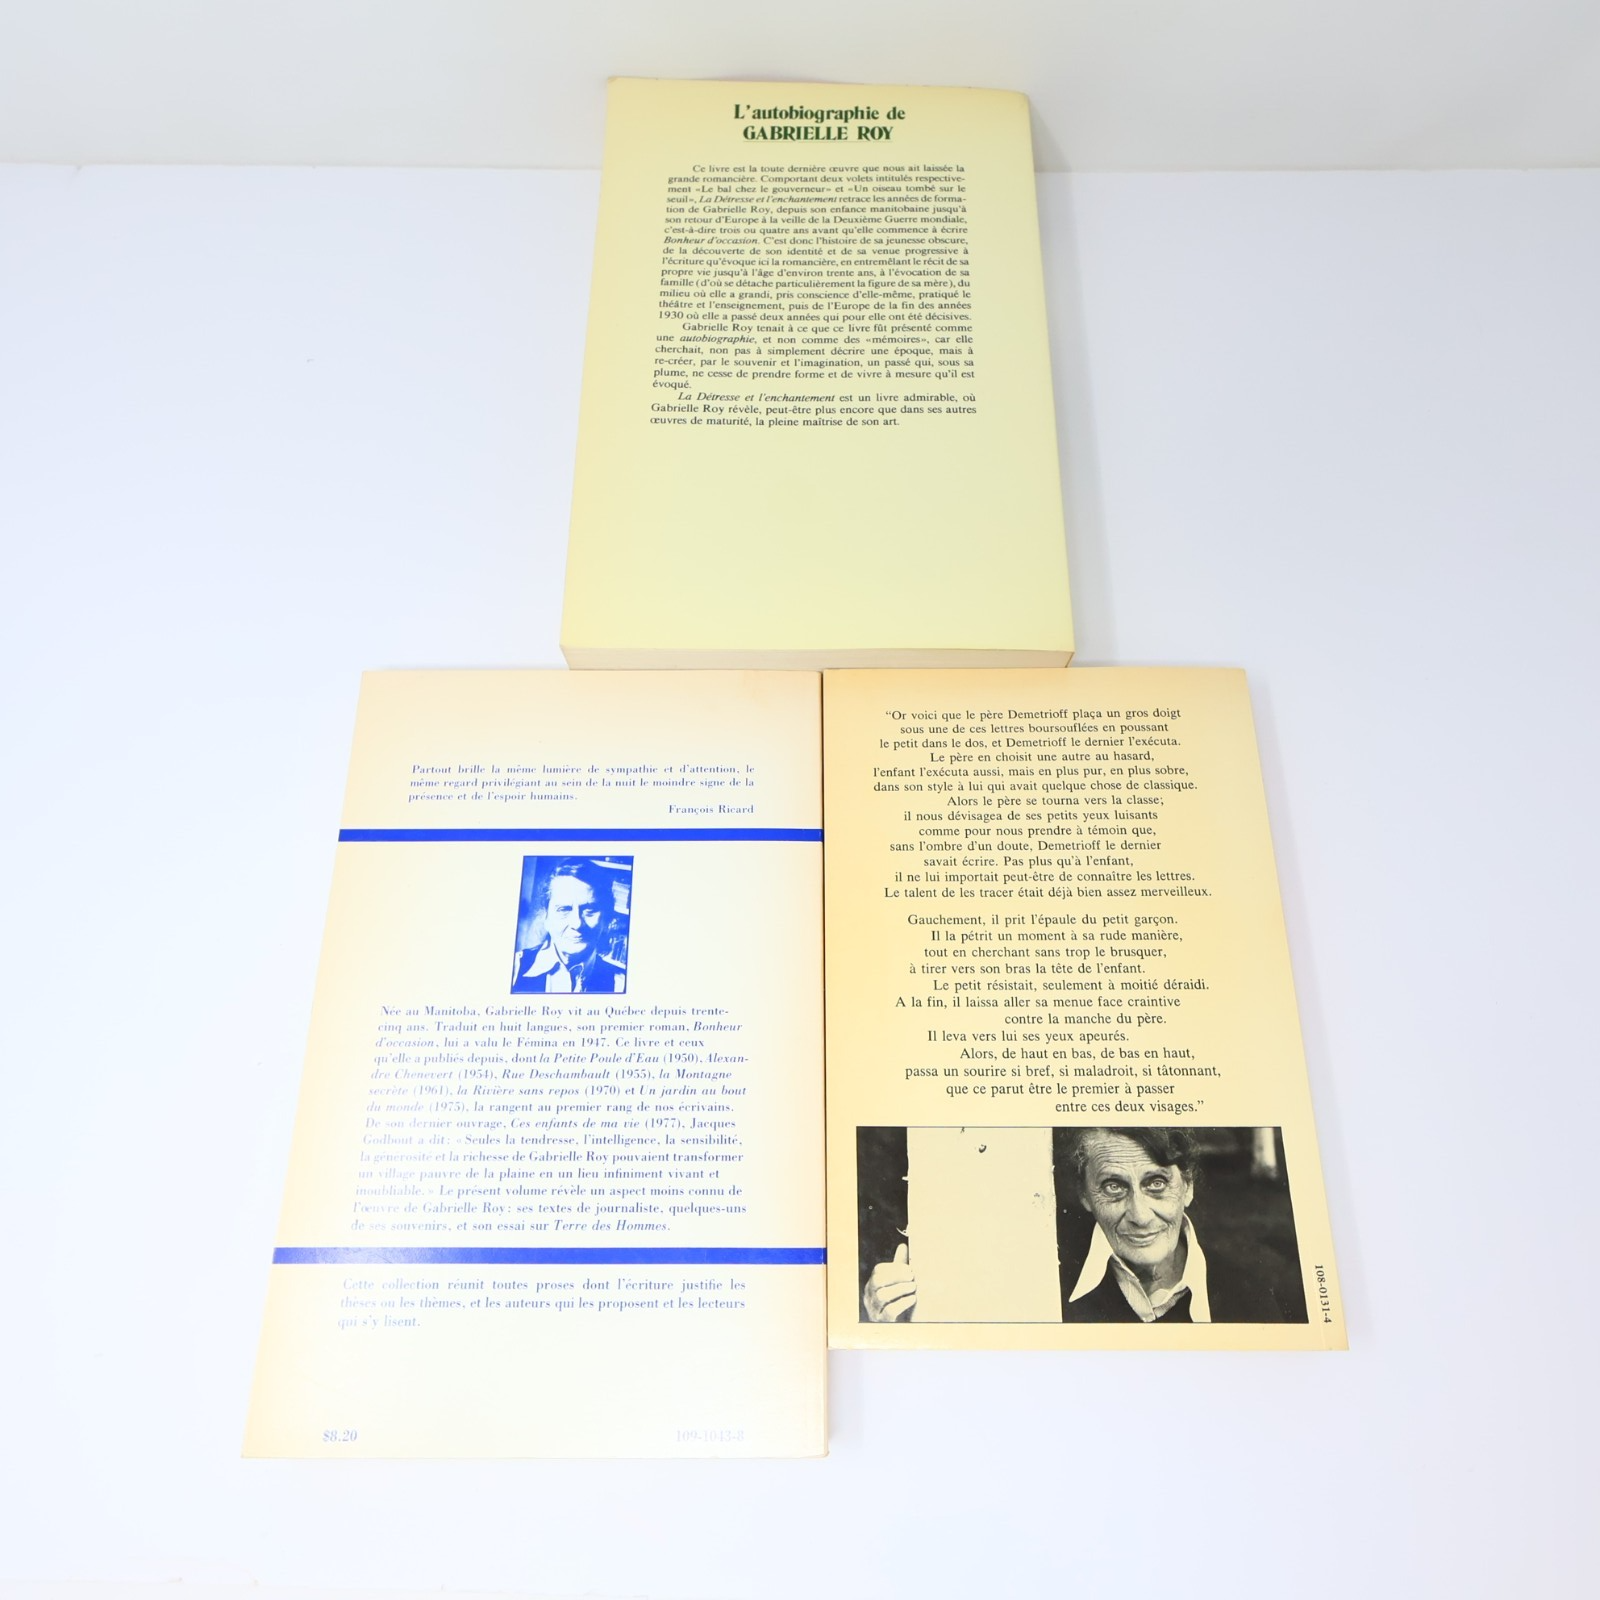 L'autobiographie de
GABRIELLE ROY
Ce livre est la toute dernière œuvre que nous ait laissée la
grande romancière. Comportant deux volets intitulés respective-
ment «Le bal chez le gouverneur» et «Un oiseau tombé sur le
seuil», La Détresse et l'enchantement retrace les années de forma-
tion de Gabrielle Roy, depuis son enfance manitobaine jusqu'à
son retour d'Europe à la veille de la Deuxième Guerre mondiale,
c'est-à-dire trois ou quatre ans avant qu'elle commence à écrire
Bonheur d'occasion. C'est donc l'histoire de sa jeunesse obscure,
de la découverte de son identité et de sa venue progressive à
l'écriture qu'évoque ici la romancière, en entremêlant le récit de sa
propre vie jusqu'à l'âge d'environ trente ans, à l'évocation de sa
famille (d'où se détache particulièrement la figure de sa mère), du
milieu où elle a grandi, pris conscience d'elle-même, pratiqué le
théâtre et l'enseignement, puis de l'Europe de la fin des années
1930 où elle a passé deux années qui pour elle ont été décisives.
Gabrielle Roy tenait à ce que ce livre fût présenté comme
une autobiographie, et non comme des «mémoires», car elle
cherchait, non pas à simplement décrire une époque, mais à
re-créer, par le souvenir et l'imagination, un passé qui, sous sa
plume, ne cesse de prendre forme et de vivre à mesure qu'il est
évoqué.
La Détresse et l'enchantement est un livre admirable, où
Gabrielle Roy révèle, peut-être plus encore que dans ses autres
œuvres de maturité, la pleine maîtrise de son art.
Partout brille la même lumière de sympathie et d'attention, le
même regard privilégiant au sein de la nuit le moindre signe de la
présence et de l'espoir humains.
François Ricard
Née au Manitoba, Gabrielle Roy vit au Québec depuis trente-
cinq ans. Traduit en huit langues, son premier roman, Bonheur
d'occasion, lui a valu le Fémina en 1947. Ce livre et ceux
qu'elle a publiés depuis, dont la Petite Poule d'Eau (1950), Alexan-
dre Chenevert (1954), Rue Deschambault (1955), la Montagne
secrète (1961), la Rivière sans repos (1970) et Un jardin au bout
du monde (1975), la rangent au premier rang de nos écrivains.
De son dernier ouvrage, Ces enfants de ma vie (1977), Jacques
Godbout a dit: «Seules la tendresse, l'intelligence, la sensibilité,
la générosité et la richesse de Gabrielle Roy pouvaient transformer
un village pauvre de la plaine en un lieu infiniment vivant et
inoubliable.» Le présent volume révèle un aspect moins connu de
l'œuvre de Gabrielle Roy: ses textes de journaliste, quelques-uns
de ses souvenirs, et son essai sur Terre des Hommes.
Cette collection réunit toutes proses dont l'écriture justifie les
thèses ou les thèmes, et les auteurs qui les proposent et les lecteurs
qui s'y lisent.
$8.20
109-1043-8
“Or voici que le père Demetrioff plaça un gros doigt
sous une de ces lettres boursouflées en poussant
le petit dans le dos, et Demetrioff le dernier l'exécuta.
Le père en choisit une autre au hasard,
l'enfant l'exécuta aussi, mais en plus pur, en plus sobre,
dans son style à lui qui avait quelque chose de classique.
Alors le père se tourna vers la classe;
il nous dévisagea de ses petits yeux luisants
comme pour nous prendre à témoin que,
sans l'ombre d'un doute, Demetrioff le dernier
savait écrire. Pas plus qu'à l'enfant,
il ne lui importait peut-être de connaître les lettres.
Le talent de les tracer était déjà bien assez merveilleux.
Gauchement, il prit l'épaule du petit garçon.
Il la pétrit un moment à sa rude manière,
tout en cherchant sans trop le brusquer,
à tirer vers son bras la tête de l'enfant.
Le petit résistait, seulement à moitié déraidi.
A la fin, il laissa aller sa menue face craintive
contre la manche du père.
Il leva vers lui ses yeux apeurés.
Alors, de haut en bas, de bas en haut,
passa un sourire si bref, si maladroit, si tâtonnant,
que ce parut être le premier à passer
entre ces deux visages.”
108-0131-4